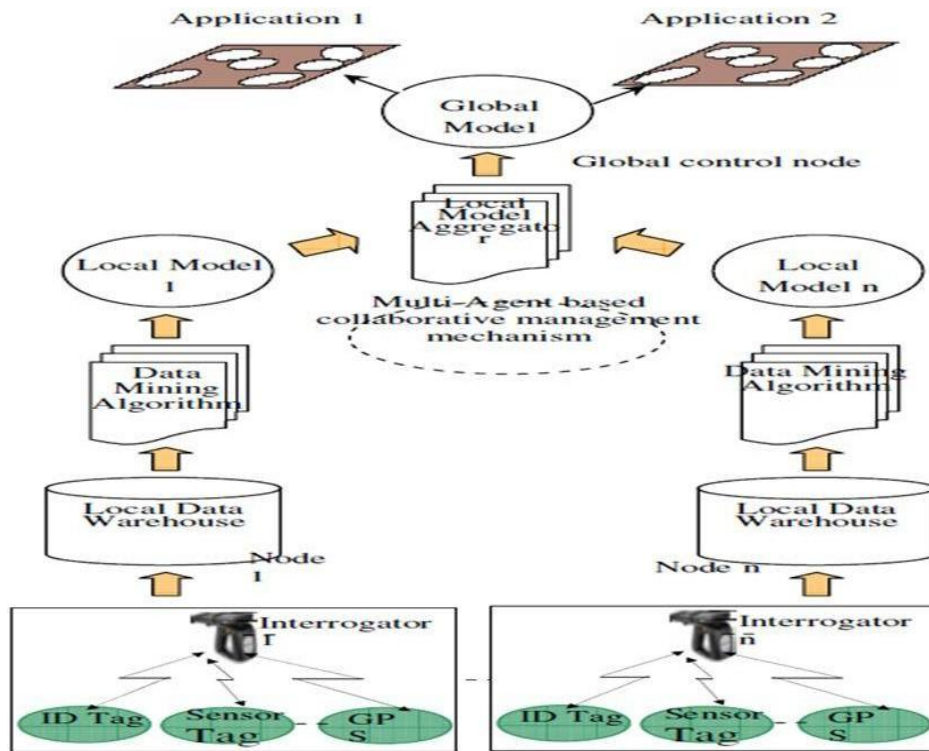 Application 1
Application 2
Global
Model
Global control node
Local
Model
Aggregato
r
Local Model
1
Local
Model n
Multi-Agent based
collaborative management
mechanism
Data
Mining
Algorithm
Data Mining
Algorithm
Local Data
Warehouse
Local Data
Warehouse
Node
1
Node n
Interrogator
1
Interrogator
n
ID Tag
Sensor
Tag
GP
S
ID Tag
Sensor
Tag
GP
S